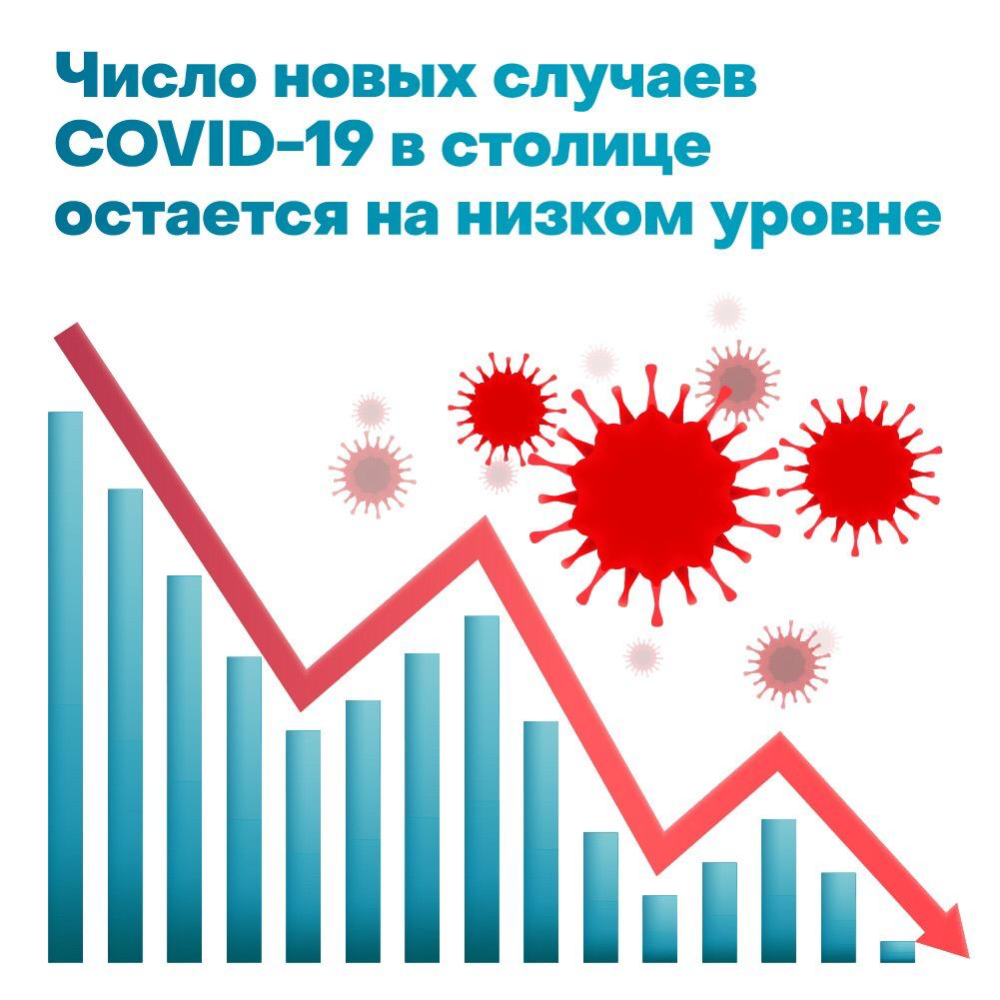 Число новых случаев
COVID-19 в столице
остается на низком уровне